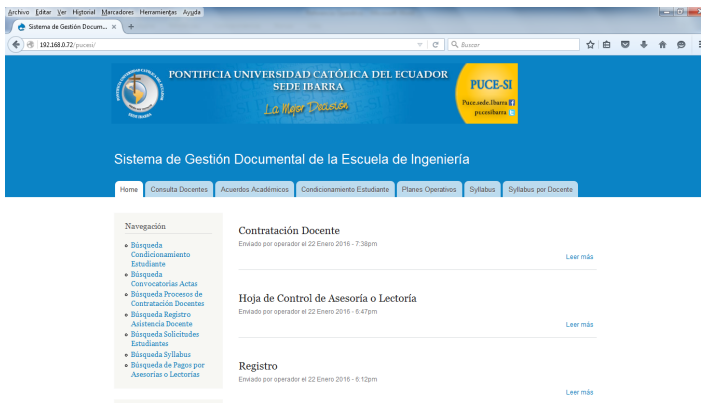 Archivo Editar Ver Historial Marcadores Herramientas Ayuda
Sistema de Gestión Docum... × +
192.168.0.72/pucesi/
Buscar
PONTIFICIA UNIVERSIDAD CATÓLICA DEL ECUADOR
SEDE IBARRA
La Mejor Decisión
PUCE-SI
Puce.sede.Ibarra
pucesibarra
Sistema de Gestión Documental de la Escuela de Ingeniería
Home Consulta Docentes Acuerdos Académicos Condicionamiento Estudiante Planes Operativos Syllabus Syllabus por Docente
Navegación
Búsqueda
Condicionamiento
Estudiante
Búsqueda
Convocatorias Actas
Búsqueda Procesos de
Contratación Docentes
Búsqueda Registro
Asistencia Docente
Búsqueda Solicitudes
Estudiantes
Búsqueda Syllabus
Búsqueda de Pagos por
Asesorías o Lectorías
Contratación Docente
Enviado por operador el 22 Enero 2016 - 7:38pm
Leer más
Hoja de Control de Asesoría o Lectoría
Enviado por operador el 22 Enero 2016 - 6:47pm
Leer más
Registro
Enviado por operador el 22 Enero 2016 - 6:12pm
Leer más